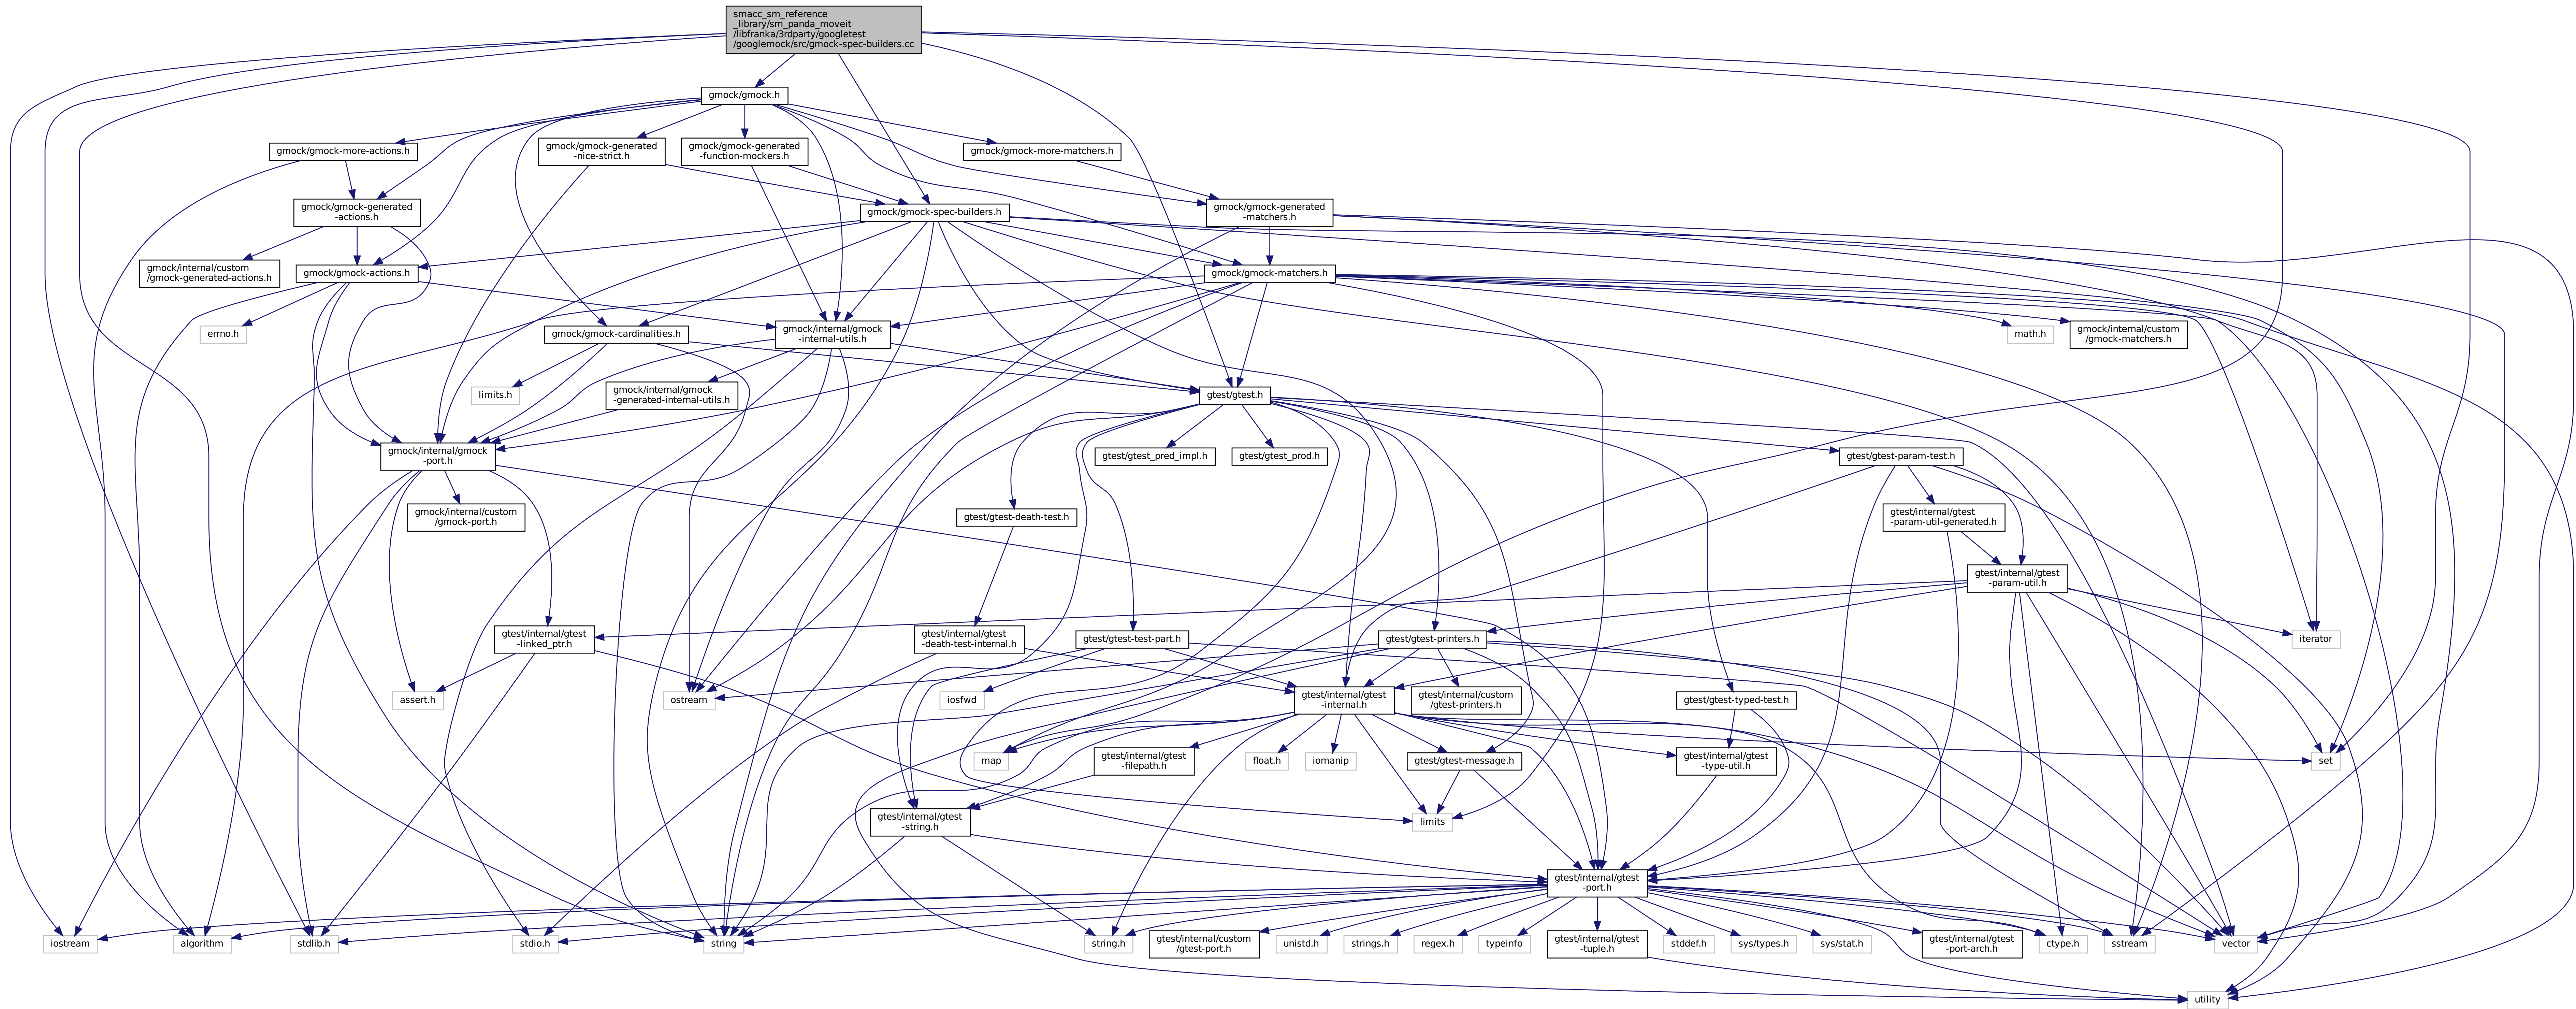 smacc_sm_reference
_library/sm_panda_moveit
/libfranka/3rdparty/googletest
/googlemock/src/gmock-spec-builders.cc
gmock/gmock.h
gmock/gmock-more-actions.h
gmock/gmock-generated
-nice-strict.h
gmock/gmock-generated
-function-mockers.h
gmock/gmock-more-matchers.h
gmock/gmock-generated
-actions.h
gmock/gmock-spec-builders.h
gmock/gmock-generated
-matchers.h
gmock/internal/custom
/gmock-generated-actions.h
gmock/gmock-actions.h
gmock/gmock-matchers.h
errno.h
gmock/gmock-cardinalities.h
gmock/internal/gmock
-internal-utils.h
math.h
gmock/internal/custom
/gmock-matchers.h
limits.h
gmock/internal/gmock
-generated-internal-utils.h
gtest/gtest.h
gmock/internal/gmock
-port.h
gtest/gtest_pred_impl.h
gtest/gtest_prod.h
gtest/gtest-param-test.h
gmock/internal/custom
/gmock-port.h
gtest/gtest-death-test.h
gtest/internal/gtest
-param-util-generated.h
gtest/internal/gtest
-param-util.h
gtest/internal/gtest
-linked_ptr.h
gtest/internal/gtest
-death-test-internal.h
gtest/gtest-test-part.h
gtest/gtest-printers.h
iterator
assert.h
ostream
iosfwd
gtest/internal/gtest
-internal.h
gtest/internal/custom
/gtest-printers.h
gtest/gtest-typed-test.h
map
gtest/internal/gtest
-filepath.h
float.h
iomanip
gtest/gtest-message.h
gtest/internal/gtest
-type-util.h
set
gtest/internal/gtest
-string.h
limits
gtest/internal/gtest
-port.h
iostream
algorithm
stdlib.h
stdio.h
string
string.h
gtest/internal/custom
/gtest-port.h
unistd.h
strings.h
regex.h
typeinfo
gtest/internal/gtest
-tuple.h
stddef.h
sys/types.h
sys/stat.h
gtest/internal/gtest
-port-arch.h
ctype.h
sstream
vector
utility